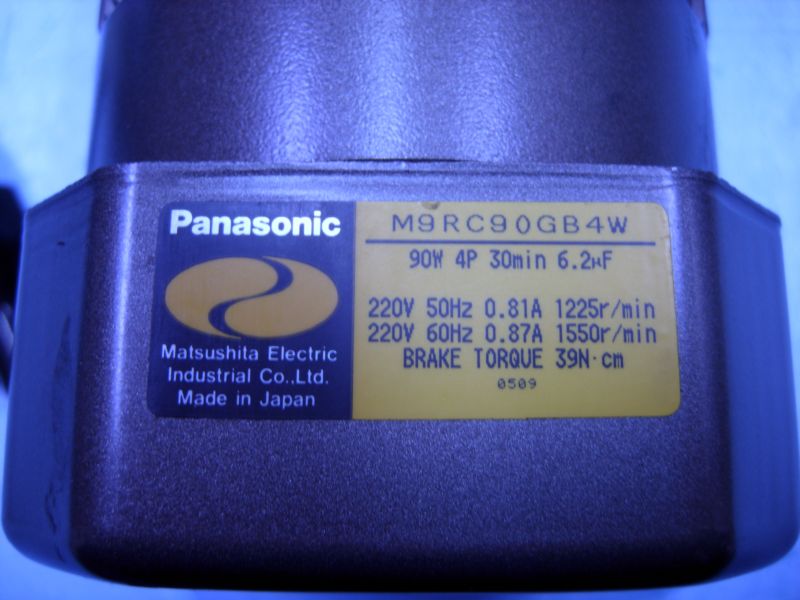 Panasonic
Matsushita Electric
Industrial Co.,Ltd.
Made in Japan
M9RC90GB4W
90W 4P 30min 6.2μF
220V 50Hz 0.81A 1225r/min
220V 60Hz 0.87A 1550r/min
BRAKE TORQUE 39N·cm
0509